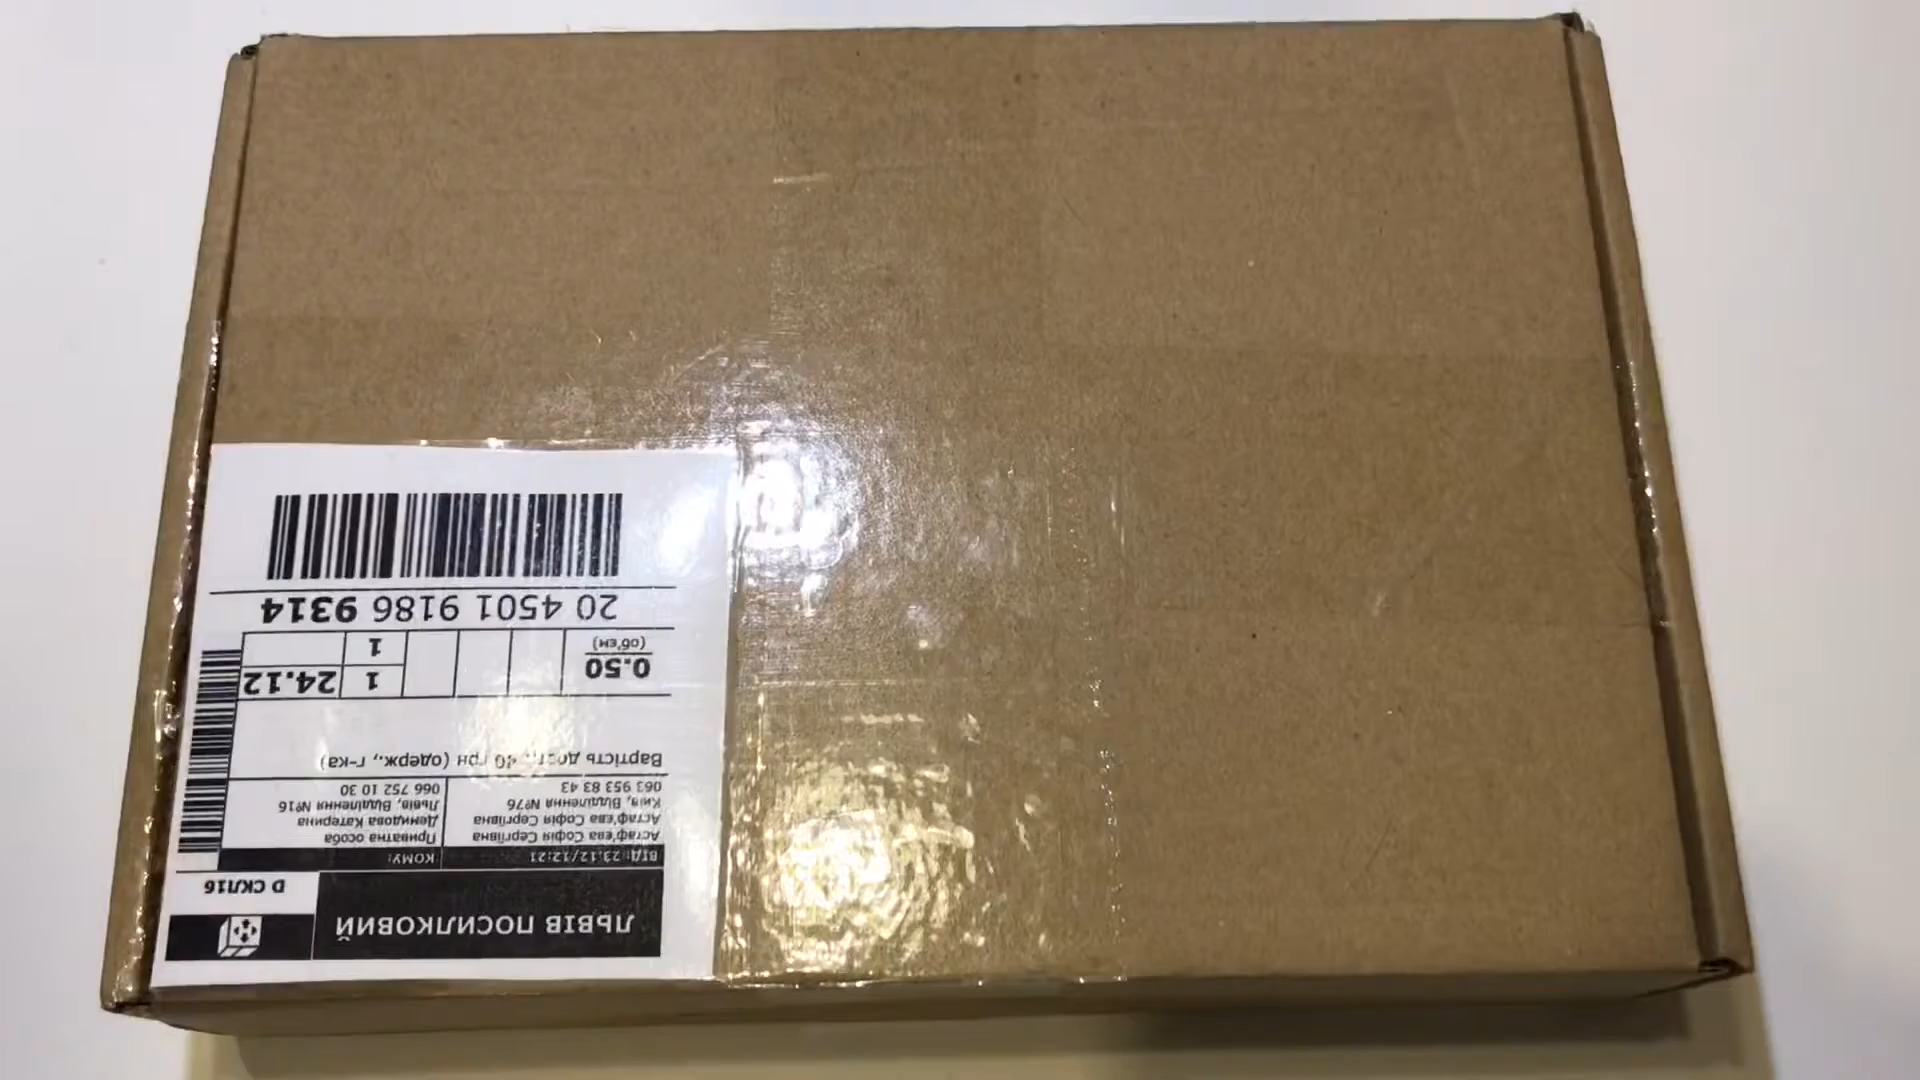 ЛЬВІВ ПОСИЛКОВИЙ
D СКЛ16
ВІД: 23.12/12:21
Астаф'єва Софія Сергіївна
Астаф'єва Софія Сергіївна
Київ, Відділення №76
063 953 83 43
КОМУ:
Приватна особа
Демидова Катерина
Львів, Відділення №16
066 752 10 30
Вартість дост. 40 грн (одерж., г-ка)
0.50
(об'єм)
1
24.12
1
20 4501 9186 9314